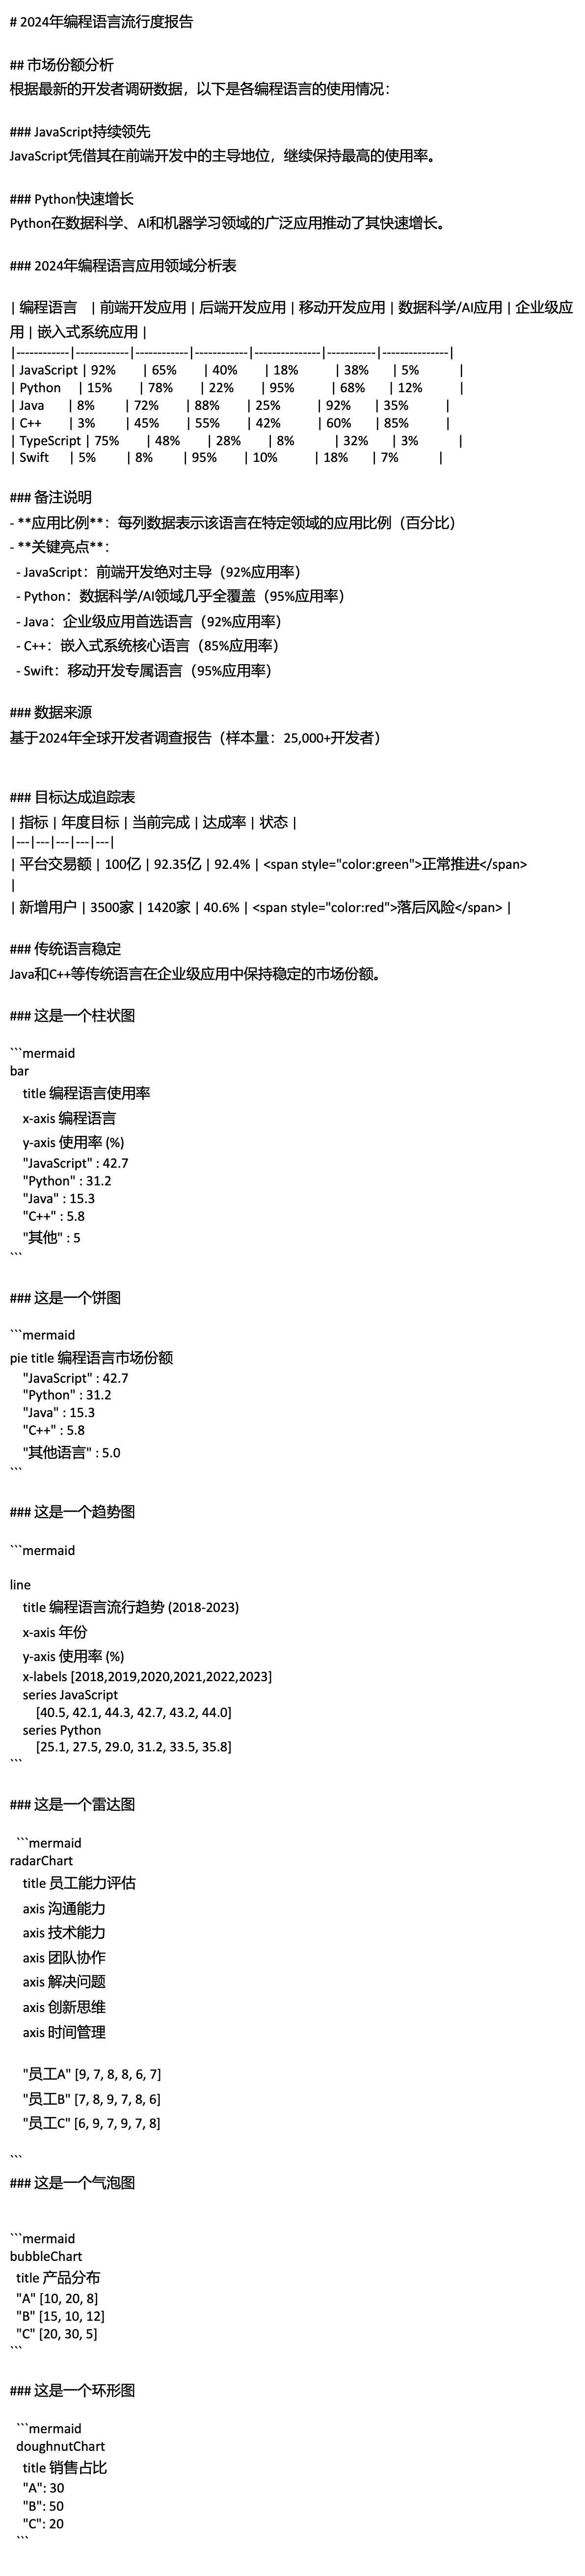 # 2024年编程语言流行度报告
## 市场份额分析
根据最新的开发者调研数据，以下是各编程语言的使用情况：
### JavaScript持续领先
JavaScript凭借其在前端开发中的主导地位，继续保持最高的使用率。
### Python快速增长
Python在数据科学、AI和机器学习领域的广泛应用推动了其快速增长。
### 2024年编程语言应用领域分析表
| 编程语言 | 前端开发应用 | 后端开发应用 | 移动开发应用 | 数据科学/AI应用 | 企业级应
用 | 嵌入式系统应用 |
|------------|------------|------------|------------|---------------|-----------|---------------|
| JavaScript | 92% | 65% | 40% | 18% | 38% | 5% |
| Python | 15% | 78% | 22% | 95% | 68% | 12% |
| Java | 8% | 72% | 88% | 25% | 92% | 35% |
| C++ | 3% | 45% | 55% | 42% | 60% | 85% |
| TypeScript | 75% | 48% | 28% | 8% | 32% | 3% |
| Swift | 5% | 8% | 95% | 10% | 18% | 7% |
### 备注说明
- **应用比例**：每列数据表示该语言在特定领域的应用比例（百分比）
- **关键亮点**：
- JavaScript：前端开发绝对主导（92%应用率）
- Python：数据科学/AI领域几乎全覆盖（95%应用率）
- Java：企业级应用首选语言（92%应用率）
- C++：嵌入式系统核心语言（85%应用率）
- Swift：移动开发专属语言（95%应用率）
### 数据来源
基于2024年全球开发者调查报告（样本量：25,000+开发者）
### 目标达成追踪表
| 指标 | 年度目标 | 当前完成 | 达成率 | 状态 |
|---|---|---|---|---|
| 平台交易额 | 100亿 | 92.35亿 | 92.4% | <span style="color:green">正常推进</span>
|
| 新增用户 | 3500家 | 1420家 | 40.6% | <span style="color:red">落后风险</span> |
### 传统语言稳定
Java和C++等传统语言在企业级应用中保持稳定的市场份额。
### 这是一个柱状图
```mermaid
bar
title 编程语言使用率
x-axis 编程语言
y-axis 使用率 (%)
"JavaScript" : 42.7
"Python" : 31.2
"Java" : 15.3
"C++" : 5.8
"其他" : 5
```
### 这是一个饼图
```mermaid
pie title 编程语言市场份额
"JavaScript" : 42.7
"Python" : 31.2
"Java" : 15.3
"C++" : 5.8
"其他语言" : 5.0
```
### 这是一个趋势图
```mermaid
line
title 编程语言流行趋势 (2018-2023)
x-axis 年份
y-axis 使用率 (%)
x-labels [2018,2019,2020,2021,2022,2023]
series JavaScript
[40.5, 42.1, 44.3, 42.7, 43.2, 44.0]
series Python
[25.1, 27.5, 29.0, 31.2, 33.5, 35.8]
```
### 这是一个雷达图
```mermaid
radarChart
title 员工能力评估
axis 沟通能力
axis 技术能力
axis 团队协作
axis 解决问题
axis 创新思维
axis 时间管理
"员工A" [9, 7, 8, 8, 6, 7]
"员工B" [7, 8, 9, 7, 8, 6]
"员工C" [6, 9, 7, 9, 7, 8]
```
### 这是一个气泡图
```mermaid
bubbleChart
title 产品分布
"A" [10, 20, 8]
"B" [15, 10, 12]
"C" [20, 30, 5]
```
### 这是一个环形图
```mermaid
doughnutChart
title 销售占比
"A": 30
"B": 50
"C": 20
```